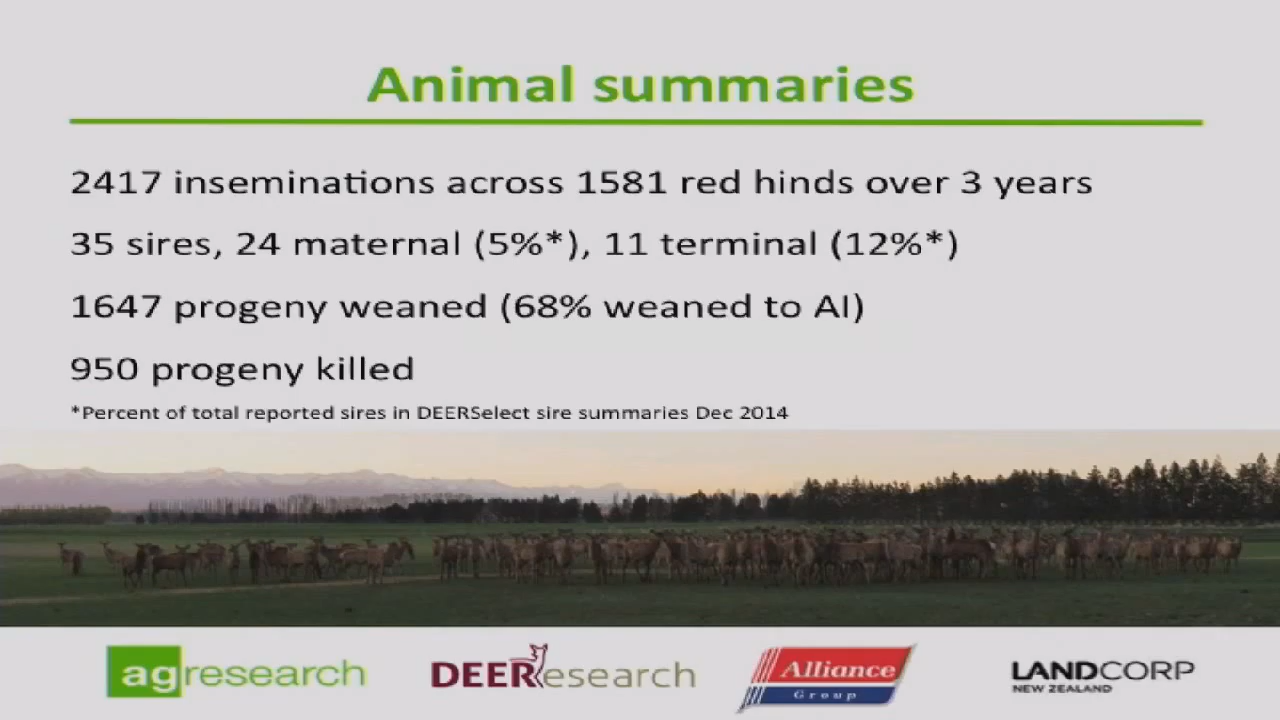 Animal summaries
2417 inseminations across 1581 red hinds over 3 years
35 sires, 24 maternal (5%*), 11 terminal (12%*)
1647 progeny weaned (68% weaned to AI)
950 progeny killed
*Percent of total reported sires in DEERSelect sire summaries Dec 2014
agresearch
DEEResearch
Alliance
Group
LANDCORP
NEW ZEALAND